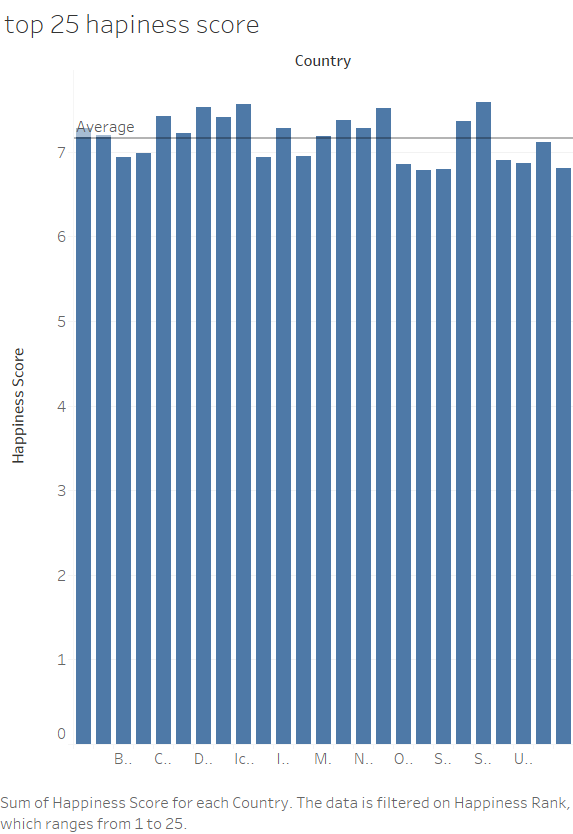 top 25 hapiness score
Country
Average
7
6
5
4
3
2
1
0
Happiness Score
B.. C.. D.. Ic.. I.. M. N.. O.. S.. S.. U..
Sum of Happiness Score for each Country. The data is filtered on Happiness Rank,
which ranges from 1 to 25.